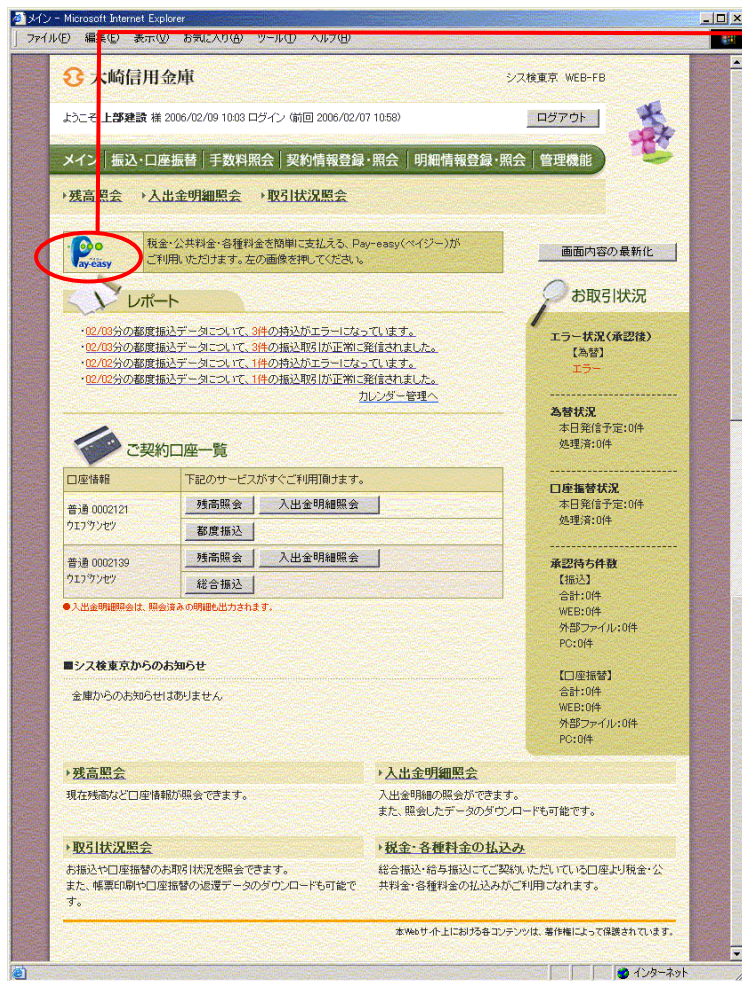 メイン - Microsoft Internet Explorer
ファイル(F) 編集(E) 表示(V) お気に入り(A) ツール(T) ヘルプ(H)
大崎信用金庫
シス検東京 WEB-FB
ようこそ 上部建設 様 2006/02/09 10:03 ログイン (前回 2006/02/07 10:58)
ログアウト
メイン 振込・口座振替 手数料照会 契約情報登録・照会 明細情報登録・照会 管理機能
残高照会 入出金明細照会 取引状況照会
Pay-easy
税金・公共料金・各種料金を簡単に支払える、Pay-easy(ペイジー)が
ご利用いただけます。左の画像を押してください。
画面内容の最新化
レポート
・02/03分の都度振込データについて、3件の持込がエラーになっています。
・02/03分の都度振込データについて、3件の振込取引が正常に発信されました。
・02/02分の都度振込データについて、1件の持込がエラーになっています。
・02/02分の都度振込データについて、1件の振込取引が正常に発信されました。
カレンダー管理へ
ご契約口座一覧
口座情報 下記のサービスがすぐご利用頂けます。
普通 0002121
ウエブケンセツ
残高照会 入出金明細照会
都度振込
普通 0002139
ウエブケンセツ
残高照会 入出金明細照会
総合振込
●入出金明細照会は、照会済みの明細も出力されます。
■シス検東京からのお知らせ
金庫からのお知らせはありません
お取引状況
エラー状況(承認後)
【為替】
エラー
為替状況
本日発信予定:0件
処理済:0件
口座振替状況
本日発信予定:0件
処理済:0件
承認待ち件数
【振込】
合計:0件
WEB:0件
外部ファイル:0件
PC:0件
【口座振替】
合計:0件
WEB:0件
外部ファイル:0件
PC:0件
残高照会
現在残高など口座情報が照会できます。
入出金明細照会
入出金明細の照会ができます。
また、照会したデータのダウンロードも可能です。
取引状況照会
お振込や口座振替のお取引状況を照会できます。
また、帳票印刷や口座振替の返還データのダウンロードも可能で
す。
税金・各種料金の払込み
総合振込・給与振込にてご契約いただいている口座より税金・公
共料金・各種料金の払込みがご利用になれます。
本Webサイト上における各コンテンツは、著作権によって保護されています。
インターネット